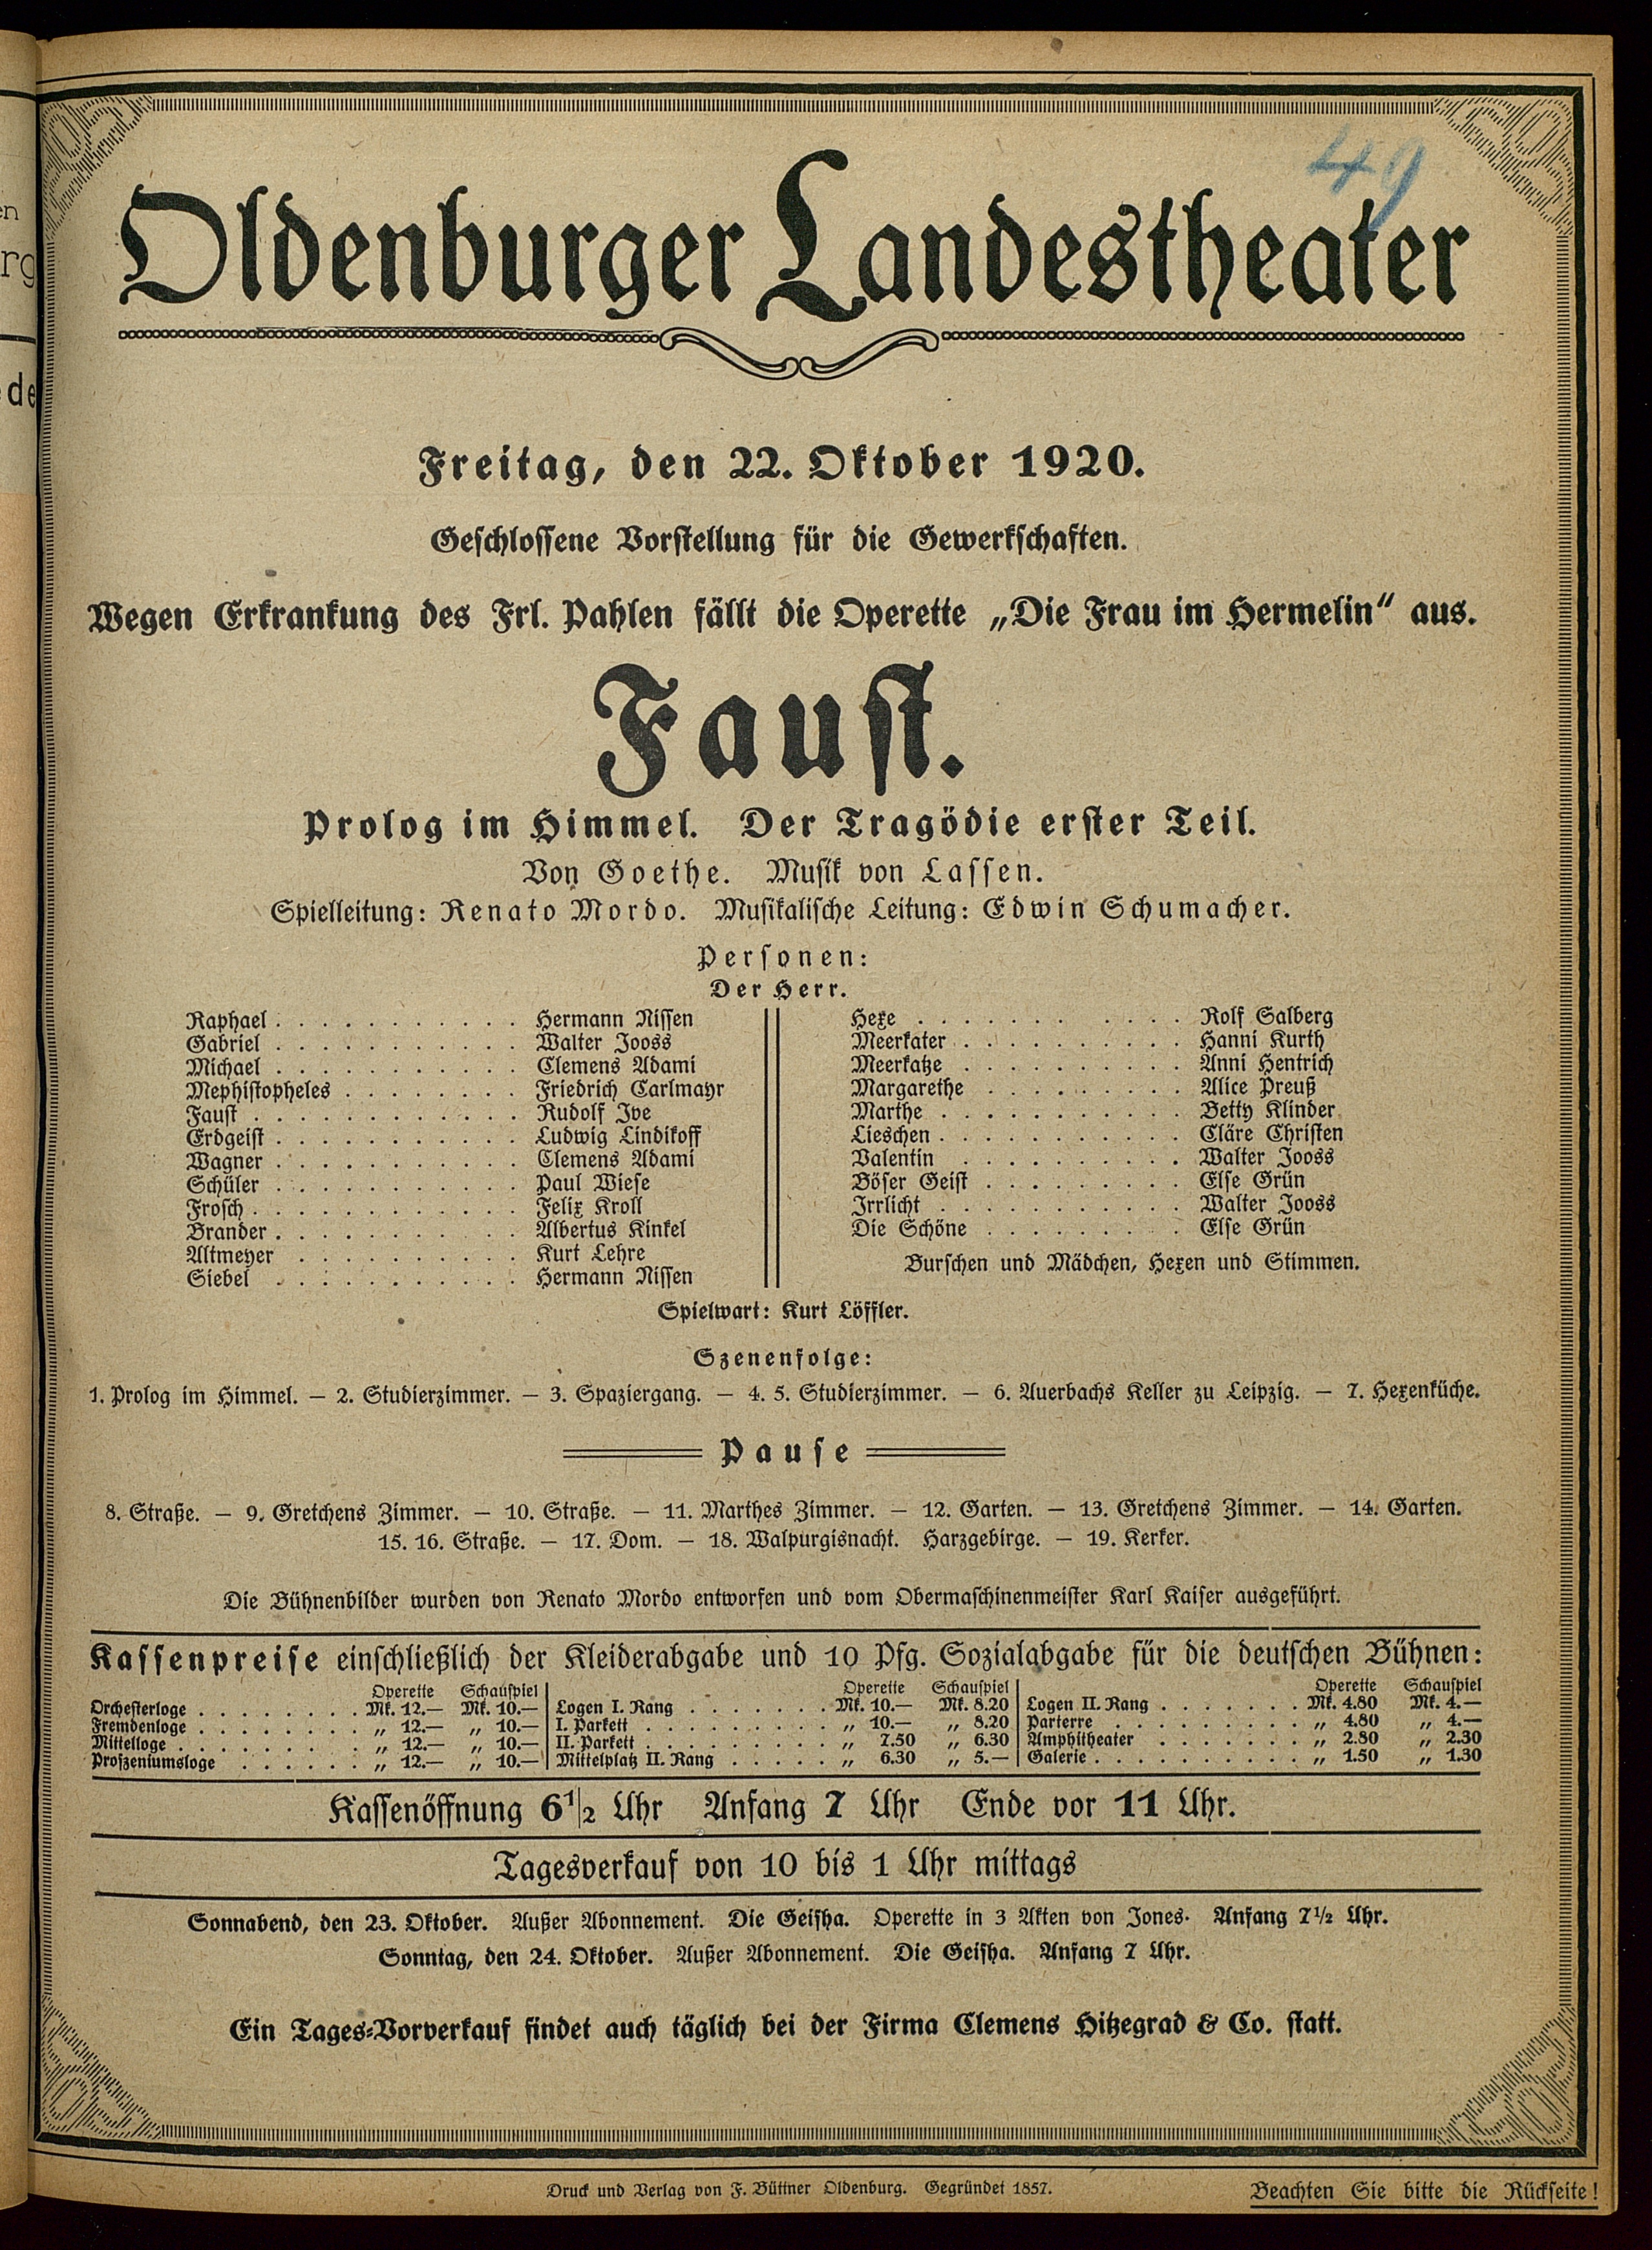 49
Oldenburger Landestheater
Freitag, den 22. Oktober 1920.
Geschlossene Vorstellung für die Gewerkschaften.
Wegen Erkrankung des Frl. Pahlen fällt die Operette „Die Frau im Hermelin“ aus.
Faust.
Prolog im Himmel. Der Tragödie erster Teil.
Von Goethe. Musik von Lassen.
Spielleitung: Renato Mordo. Musikalische Leitung: Edwin Schumacher.
Personen:
Der Herr.
Raphael . . . . . . . . . . . Hermann Nissen
Gabriel . . . . . . . . . . . Walter Jooss
Michael . . . . . . . . . . . Clemens Adami
Mephistopheles . . . . . . . . Friedrich Carlmayr
Faust . . . . . . . . . . . . Rudolf Ive
Erdgeist . . . . . . . . . . . Ludwig Lindikoff
Wagner . . . . . . . . . . . Clemens Adami
Schüler . . . . . . . . . . . Paul Wiese
Frosch . . . . . . . . . . . . Felix Kroll
Brander . . . . . . . . . . . Albertus Kinkel
Altmeyer . . . . . . . . . . Kurt Lehre
Siebel . . . . . . . . . . . Hermann Nissen
Hexe . . . . . . . . . . . . Rolf Salberg
Meerkater . . . . . . . . . . Hanni Kurth
Meerkatze . . . . . . . . . . Anni Hentrich
Margarethe . . . . . . . . . Alice Preuß
Marthe . . . . . . . . . . . Betty Klinder
Lieschen . . . . . . . . . . . Cläre Christen
Valentin . . . . . . . . . . Walter Jooss
Böser Geist . . . . . . . . . Else Grün
Irrlicht . . . . . . . . . . . Walter Jooss
Die Schöne . . . . . . . . . Else Grün
Burschen und Mädchen, Hexen und Stimmen.
Spielwart: Kurt Löffler.
Szenenfolge:
1. Prolog im Himmel. — 2. Studierzimmer. — 3. Spaziergang. — 4. 5. Studierzimmer. — 6. Auerbachs Keller zu Leipzig. — 7. Hexenküche.
Pause
8. Straße. — 9. Gretchens Zimmer. — 10. Straße. — 11. Marthes Zimmer. — 12. Garten. — 13. Gretchens Zimmer. — 14. Garten.
15. 16. Straße. — 17. Dom. — 18. Walpurgisnacht. Harzgebirge. — 19. Kerker.
Die Bühnenbilder wurden von Renato Mordo entworfen und vom Obermaschinenmeister Karl Kaiser ausgeführt.
Kassenpreise einschließlich der Kleiderabgabe und 10 Pfg. Sozialabgabe für die deutschen Bühnen:
Operette Schauspiel
Orchesterloge . . . . . . . . Mk. 12.— Mk. 10.—
Fremdenloge . . . . . . . . „ 12.— „ 10.—
Mittelloge . . . . . . . . . „ 12.— „ 10.—
Proszeniumsloge . . . . . . „ 12.— „ 10.—
Operette Schauspiel
Logen I. Rang . . . . . . . Mk. 10.— Mk. 8.20
I. Parkett . . . . . . . . . „ 10.— „ 8.20
II. Parkett . . . . . . . . . „ 7.50 „ 6.30
Mittelplatz II. Rang . . . . . „ 6.30 „ 5.—
Operette Schauspiel
Logen II. Rang . . . . . . . Mk. 4.80 Mk. 4.—
Parterre . . . . . . . . . „ 4.80 „ 4.—
Amphitheater . . . . . . . „ 2.80 „ 2.30
Galerie . . . . . . . . . . „ 1.50 „ 1.30
Kassenöffnung 6½ Uhr Anfang 7 Uhr Ende vor 11 Uhr.
Tagesverkauf von 10 bis 1 Uhr mittags
Sonnabend, den 23. Oktober. Außer Abonnement. Die Geisha. Operette in 3 Akten von Jones. Anfang 7½ Uhr.
Sonntag, den 24. Oktober. Außer Abonnement. Die Geisha. Anfang 7 Uhr.
Ein Tages-Vorverkauf findet auch täglich bei der Firma Clemens Hitzegrad & Co. statt.
Druck und Verlag von F. Büttner Oldenburg. Gegründet 1857.
Beachten Sie bitte die Rückseite!